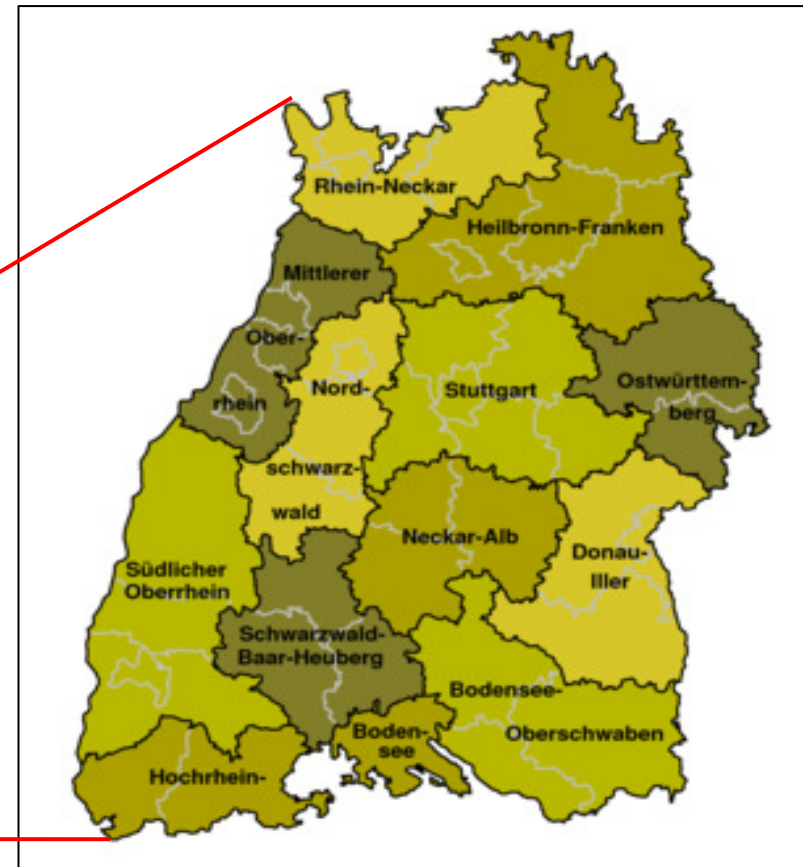 Rhein-Neckar
Heilbronn-Franken
Mittlerer
Ober-
rhein
Nord-
schwarz-
wald
Stuttgart
Ostwürttem-
berg
Neckar-Alb
Donau-
Iller
Südlicher
Oberrhein
Schwarzwald-
Baar-Heuberg
Bodensee-
Oberschwaben
Hochrhein-
Boden-
see